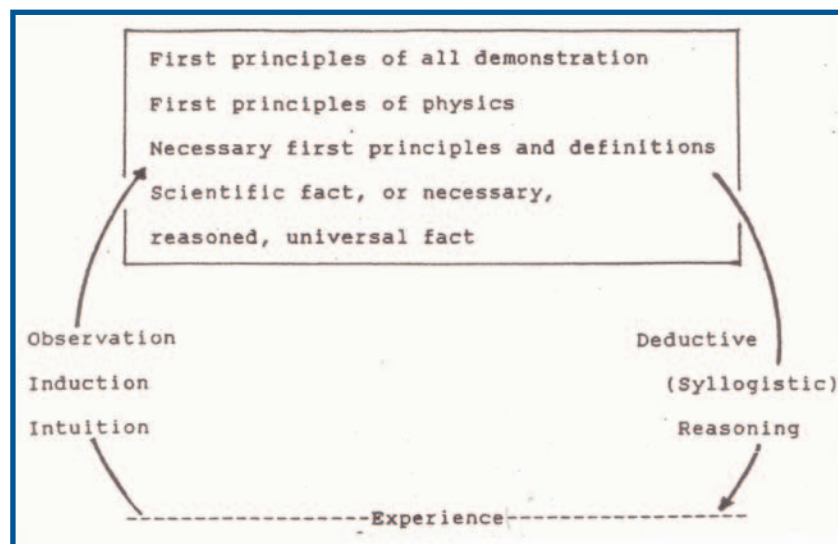 First principles of all demonstration
First principles of physics
Necessary first principles and definitions
Scientific fact, or necessary,
reasoned, universal fact
Observation
Induction
Intuition
Deductive
(Syllogistic)
Reasoning
Experience